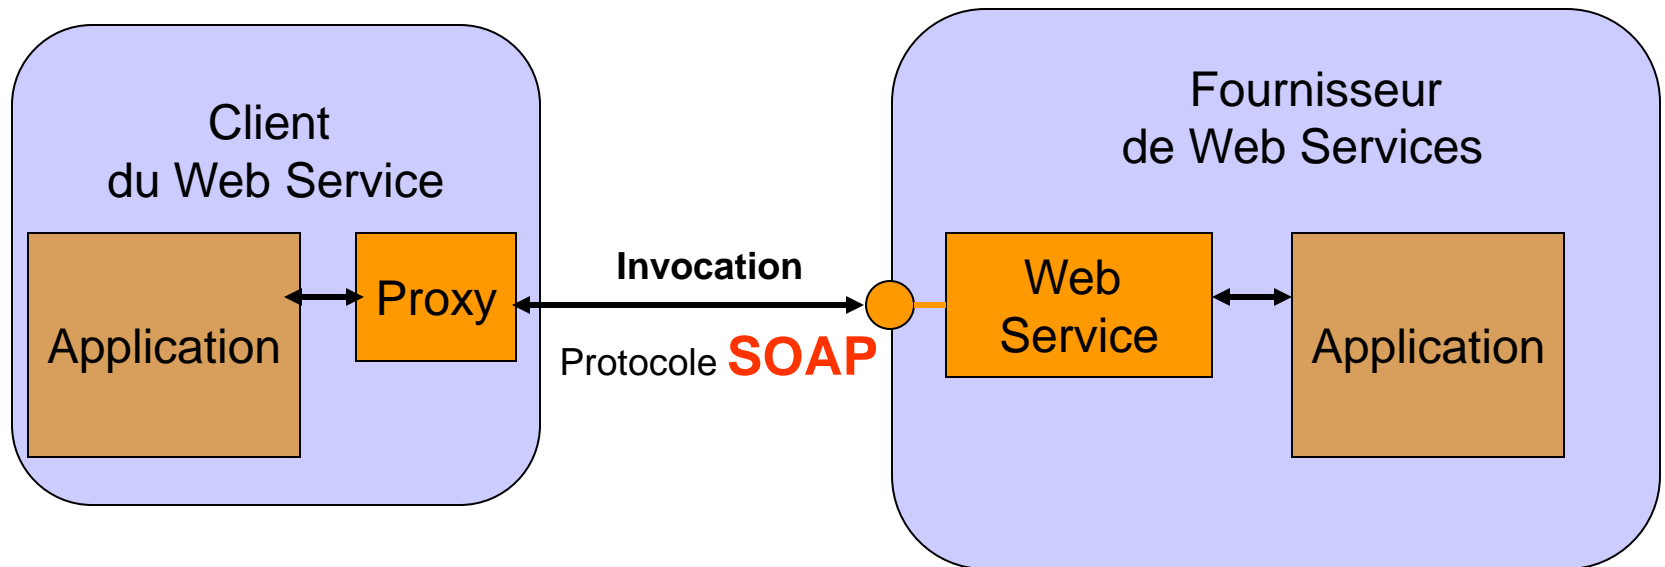 Client
du Web Service
Application
Proxy
Invocation
Protocole SOAP
Fournisseur
de Web Services
Web
Service
Application